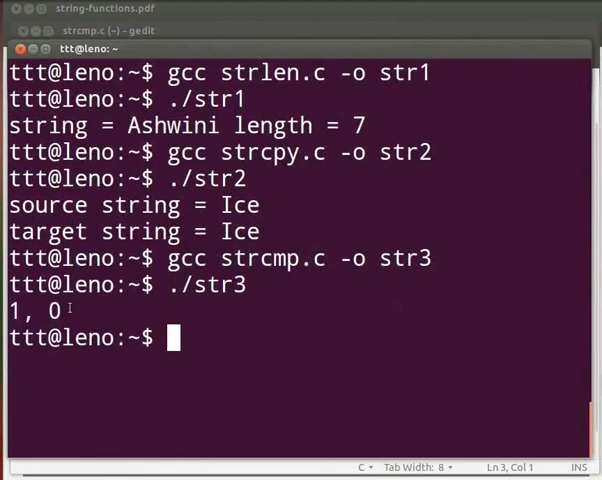 string-functions.pdf
strcmp.c (~) - gedit
ttt@leno: ~
ttt@leno:~$ gcc strlen.c -o str1
ttt@leno:~$ ./str1
string = Ashwini length = 7
ttt@leno:~$ gcc strcpy.c -o str2
ttt@leno:~$ ./str2
source string = Ice
target string = Ice
ttt@leno:~$ gcc strcmp.c -o str3
ttt@leno:~$ ./str3
1, 0
ttt@leno:~$
C Tab Width: 8 Ln 3, Col 1 INS